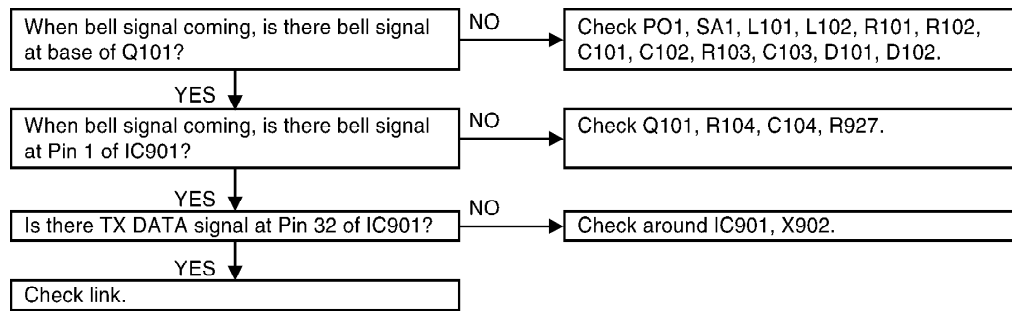 When bell signal coming, is there bell signal
at base of Q101?
NO
Check PO1, SA1, L101, L102, R101, R102,
C101, C102, R103, C103, D101, D102.
YES
When bell signal coming, is there bell signal
at Pin 1 of IC901?
NO
Check Q101, R104, C104, R927.
YES
Is there TX DATA signal at Pin 32 of IC901?
NO
Check around IC901, X902.
YES
Check link.